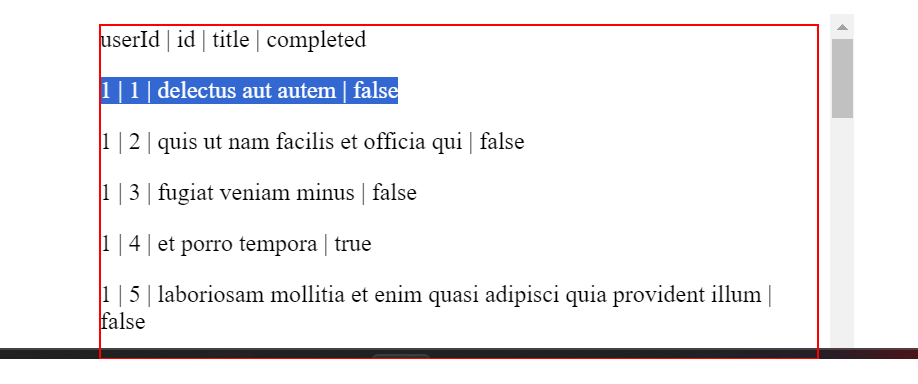 userId | id | title | completed
1 | 1 | delectus aut autem | false
1 | 2 | quis ut nam facilis et officia qui | false
1 | 3 | fugiat veniam minus | false
1 | 4 | et porro tempora | true
1 | 5 | laboriosam mollitia et enim quasi adipisci quia provident illum |
false